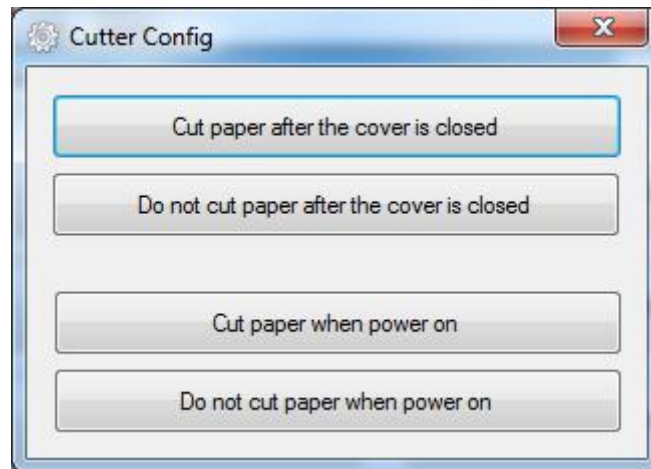 Cutter Config
Cut paper after the cover is closed
Do not cut paper after the cover is closed
Cut paper when power on
Do not cut paper when power on